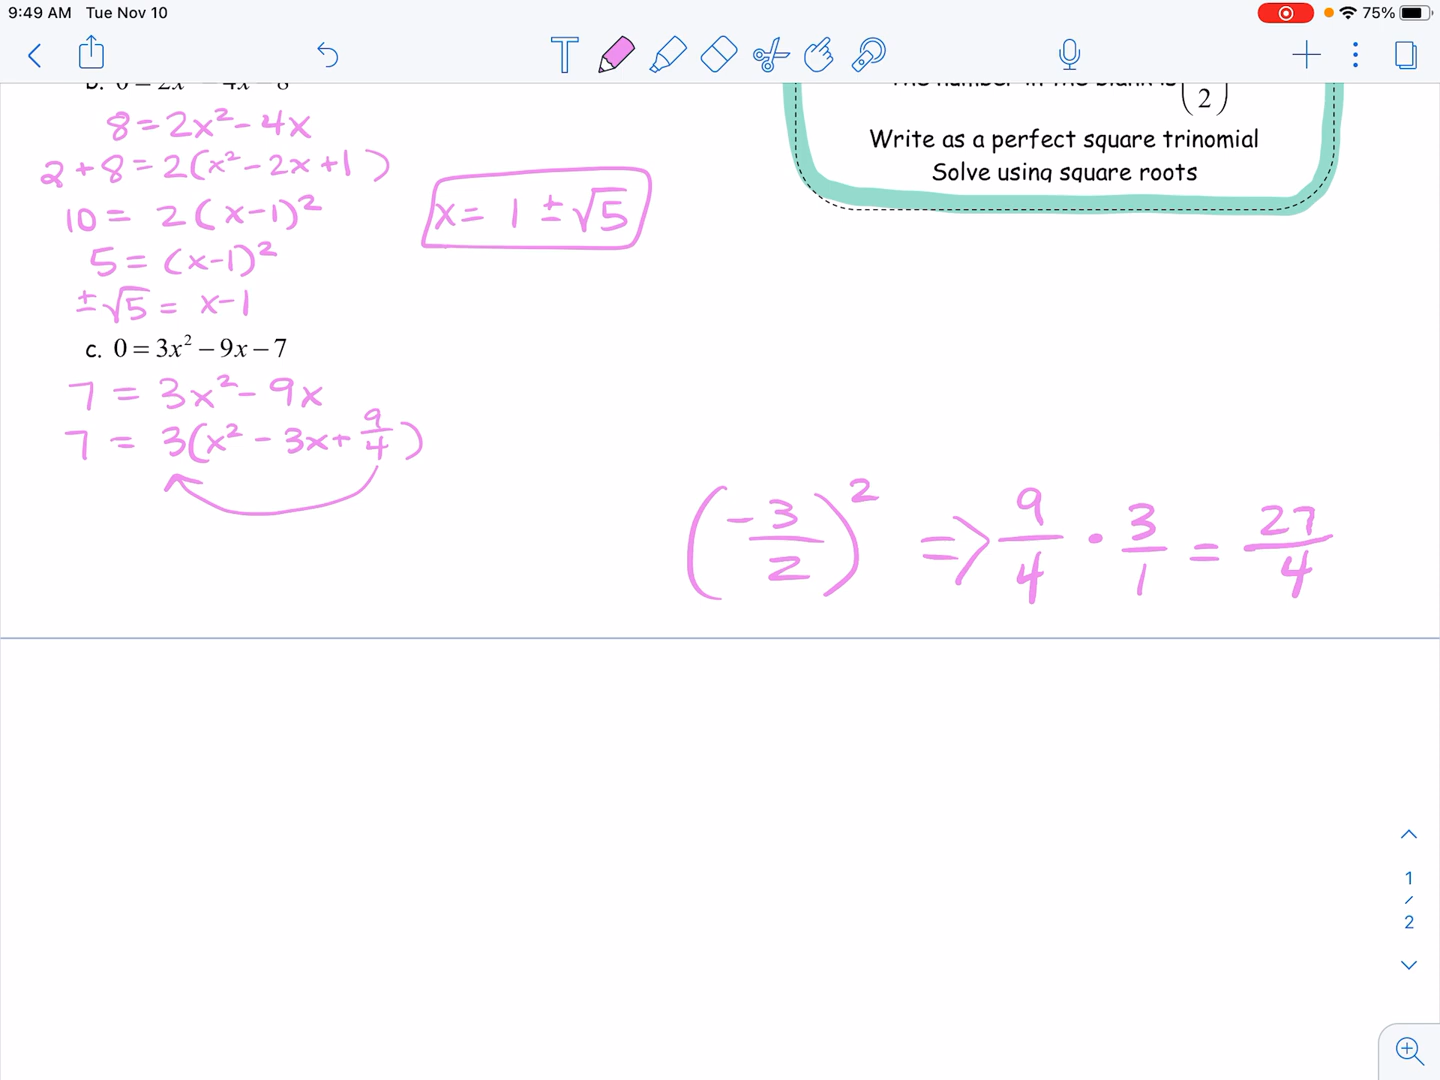 9:49 AM Tue Nov 10
75%
T
8 = 2x² - 4x
2 + 8 = 2(x² - 2x + 1)
10 = 2(x-1)²
5 = (x-1)²
±√5 = x-1
x = 1 ± √5
2
Write as a perfect square trinomial
Solve using square roots
c. 0 = 3x² - 9x - 7
7 = 3x² - 9x
7 = 3(x² - 3x + 9/4)
(-3/2)² => 9/4 · 3/1 = 27/4
1
/
2